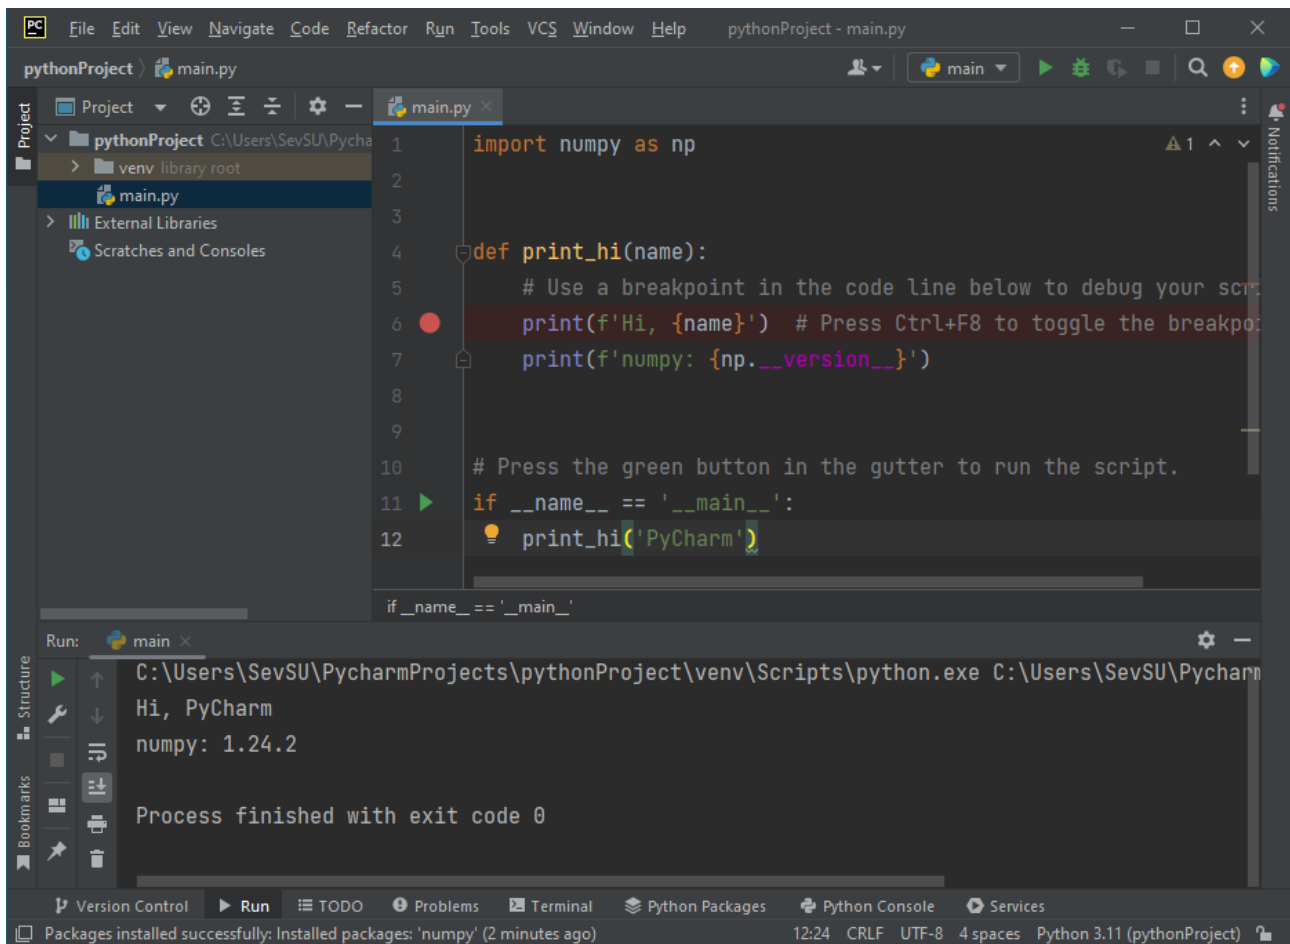 PC File Edit View Navigate Code Refactor Run Tools VCS Window Help pythonProject - main.py
pythonProject main.py main
Project
Project
main.py
pythonProject C:\Users\SevSU\Pycha
venv library root
main.py
External Libraries
Scratches and Consoles
1 import numpy as np
1
2
3
4 def print_hi(name):
5 # Use a breakpoint in the code line below to debug your scri
6 print(f'Hi, {name}')  # Press Ctrl+F8 to toggle the breakpoi
7 print(f'numpy: {np.__version__}')
8
9
10 # Press the green button in the gutter to run the script.
11 if __name__ == '__main__':
12 print_hi('PyCharm')
if __name__ == '__main__'
Notifications
Run: main
C:\Users\SevSU\PycharmProjects\pythonProject\venv\Scripts\python.exe C:\Users\SevSU\Pycharm
Hi, PyCharm
numpy: 1.24.2
Process finished with exit code 0
Structure
Bookmarks
Version Control Run TODO Problems Terminal Python Packages Python Console Services
Packages installed successfully: Installed packages: 'numpy' (2 minutes ago) 12:24 CRLF UTF-8 4 spaces Python 3.11 (pythonProject)